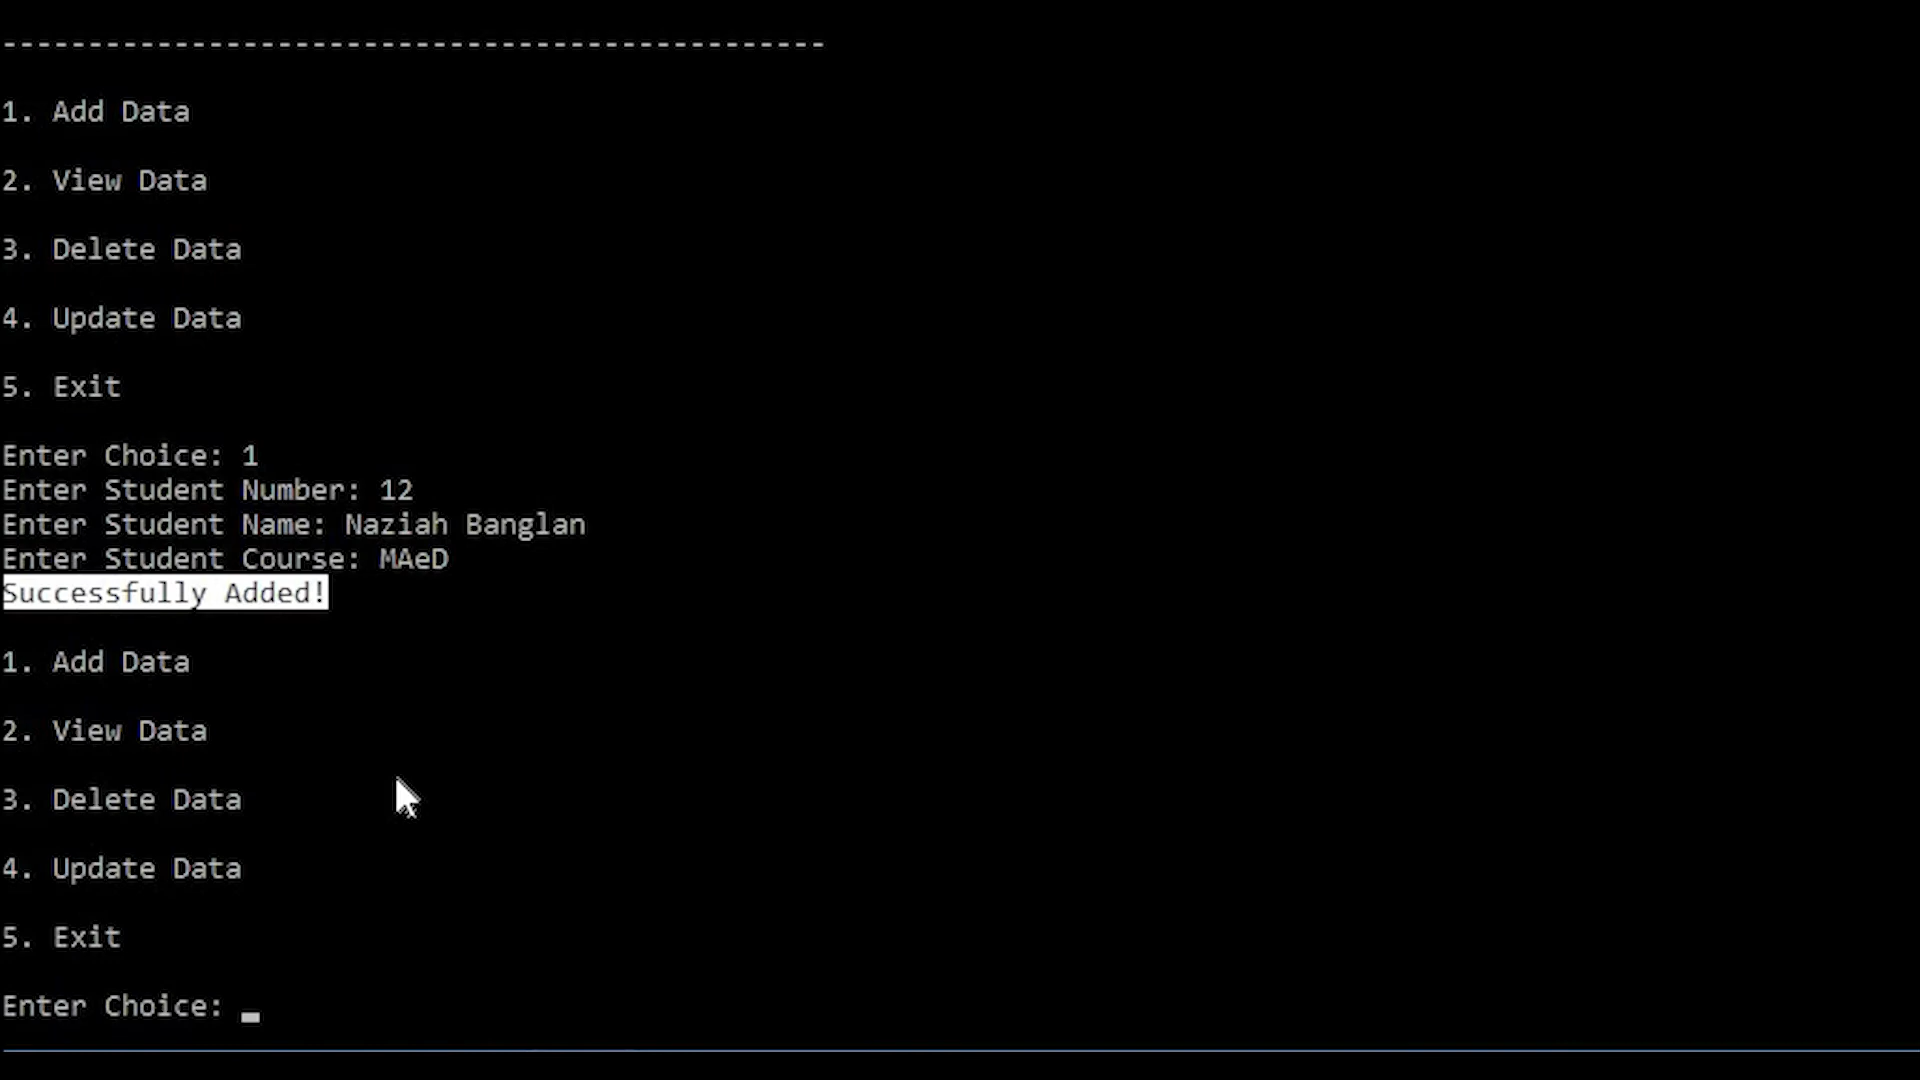 ------------------------------------------------
1. Add Data
2. View Data
3. Delete Data
4. Update Data
5. Exit
Enter Choice: 1
Enter Student Number: 12
Enter Student Name: Naziah Banglan
Enter Student Course: MAeD
Successfully Added!
1. Add Data
2. View Data
3. Delete Data
4. Update Data
5. Exit
Enter Choice: